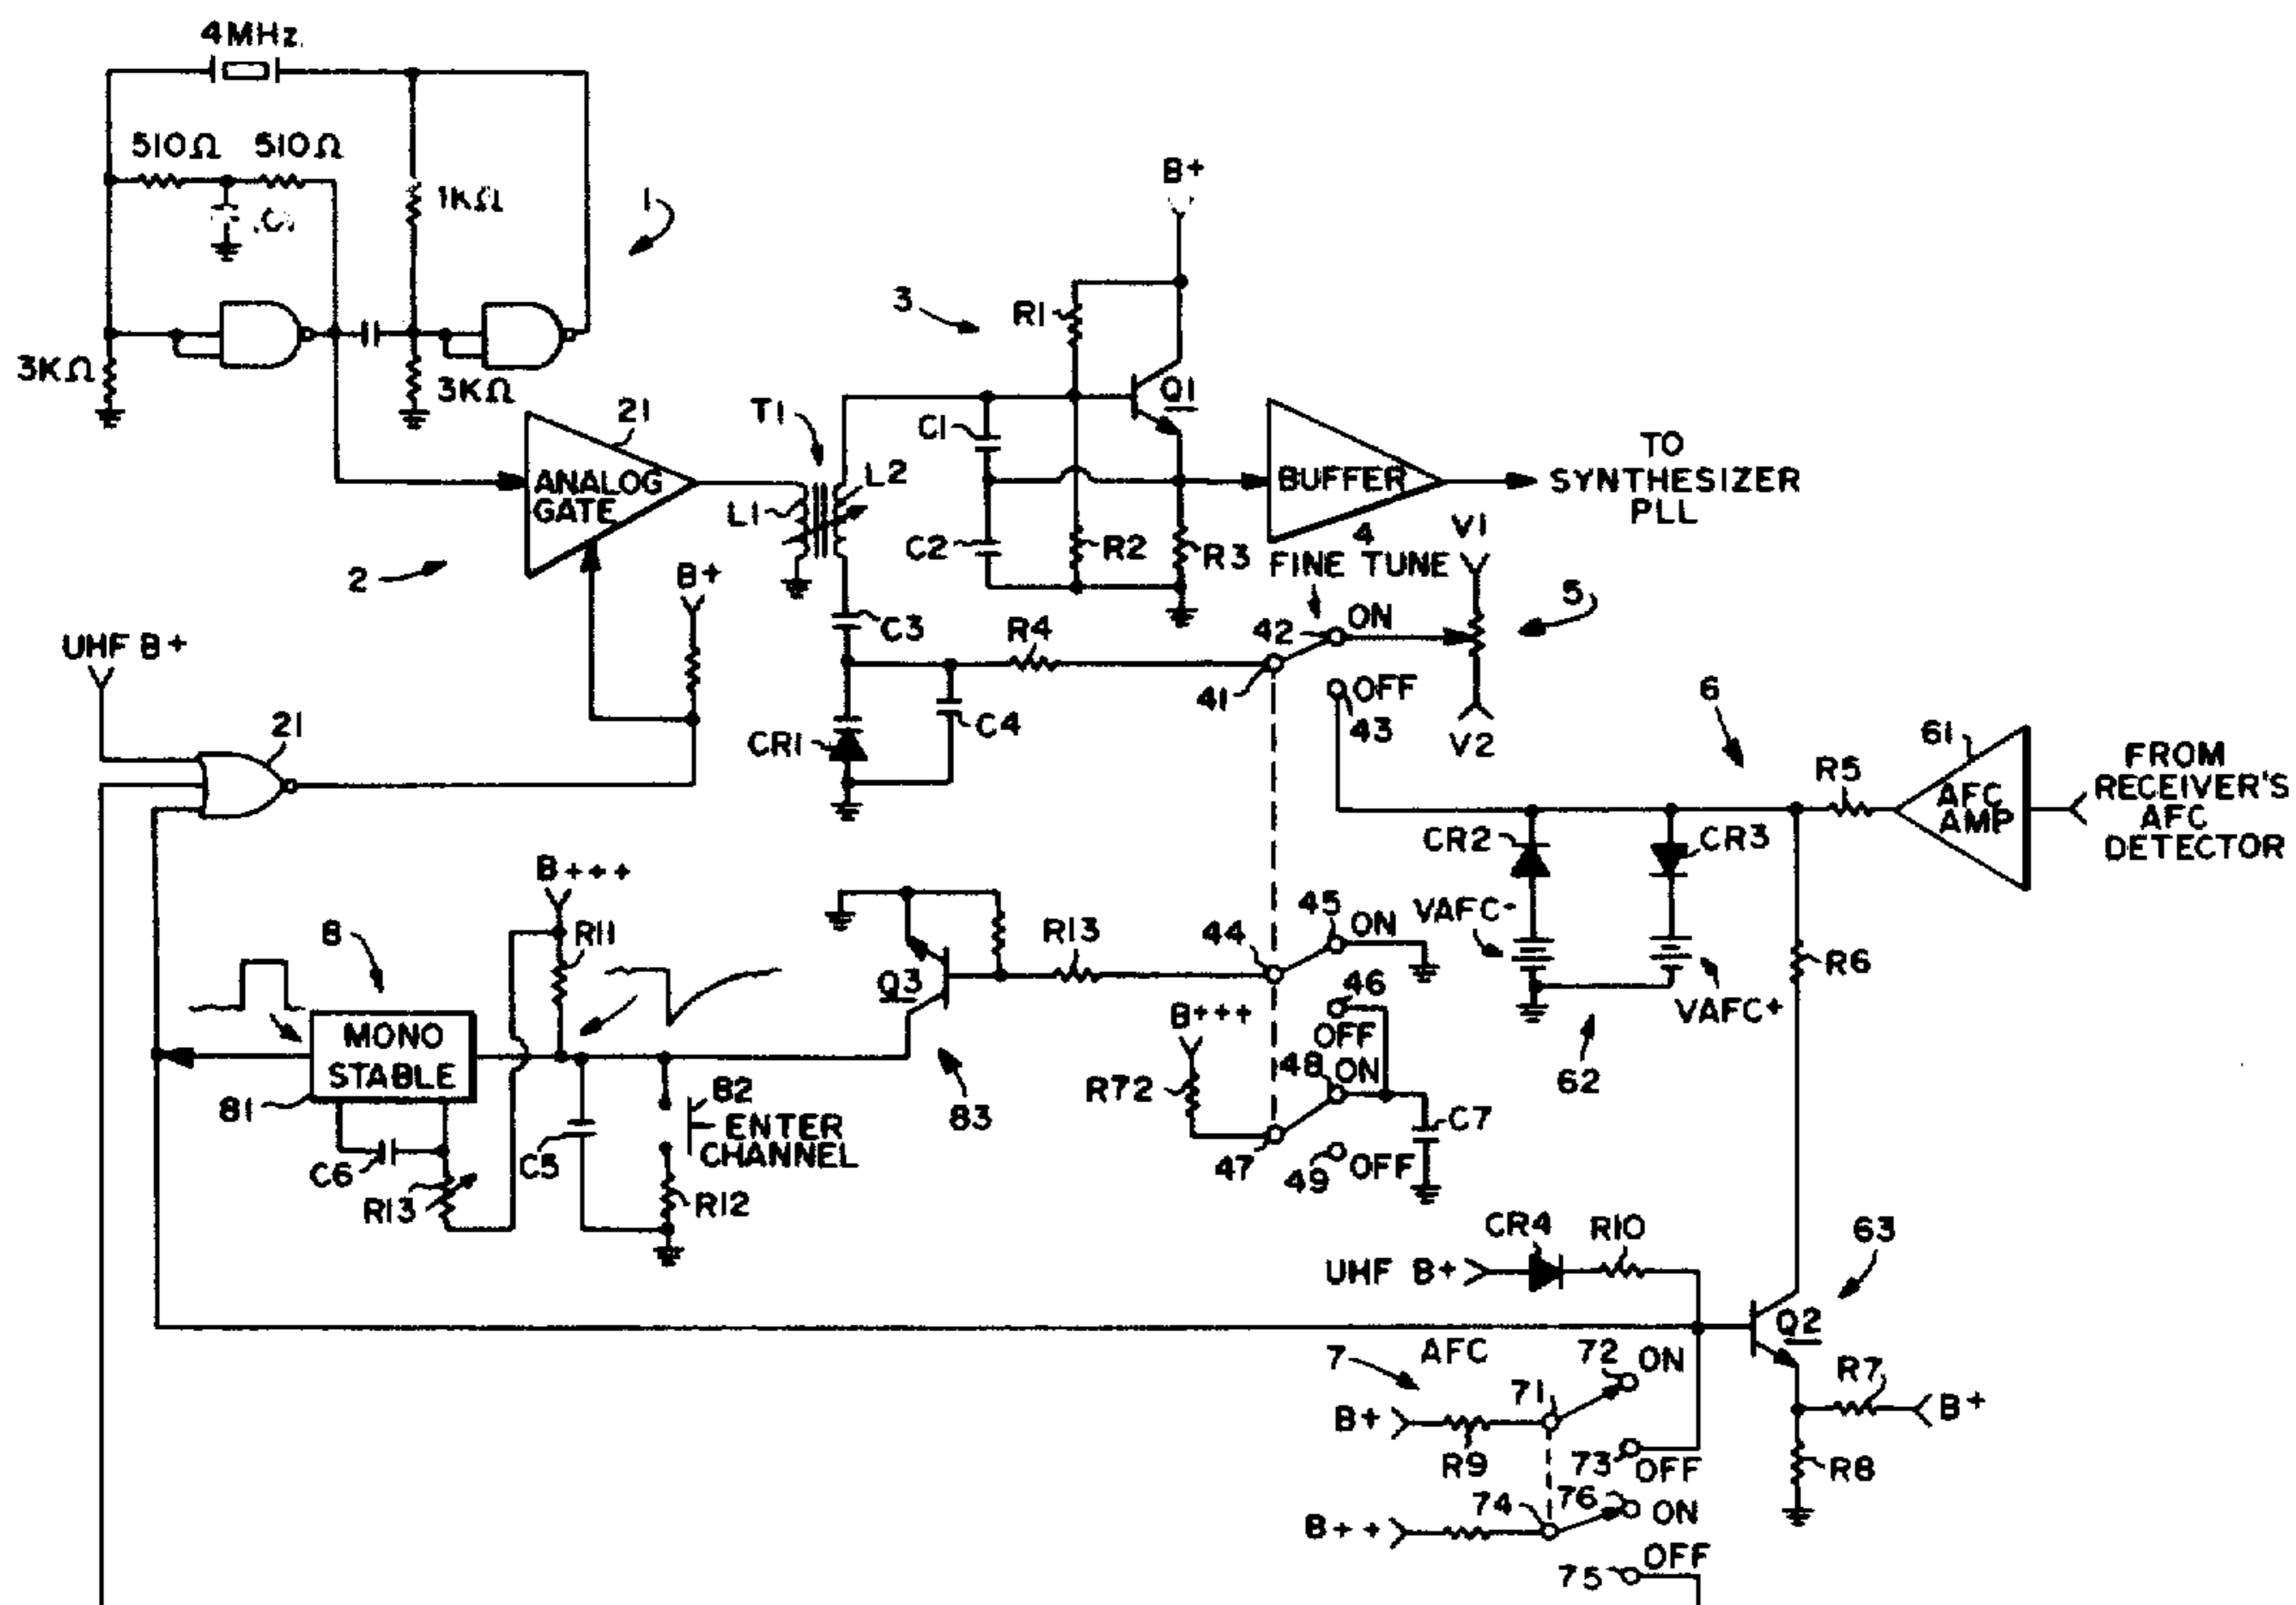 4MHz
510Ω 510Ω
1KΩ
.01
1
3KΩ
3KΩ
B+
3
R1
Q1
C1
C2
R2
R3
T1
L1
L2
21
ANALOG
GATE
2
B+
BUFFER
4
TO
SYNTHESIZER
PLL
FINE TUNE
V1
5
V2
42
ON
41
OFF
43
C3
R4
CR1
C4
UHF B+
21
6
61
AFC
AMP
R5
FROM
RECEIVER'S
AFC
DETECTOR
CR2
CR3
VAFC-
VAFC+
62
R6
B+++
8
R11
MONO
STABLE
81
C6
R13
C5
82
ENTER
CHANNEL
R12
Q3
83
R13
44
45
ON
46
OFF
B+++
R72
48
ON
47
49
OFF
C7
UHF B+
CR4
R10
63
Q2
7
AFC
72
ON
71
B+
R9
73
OFF
R7
B+
R8
74
76
ON
B++
OFF
75